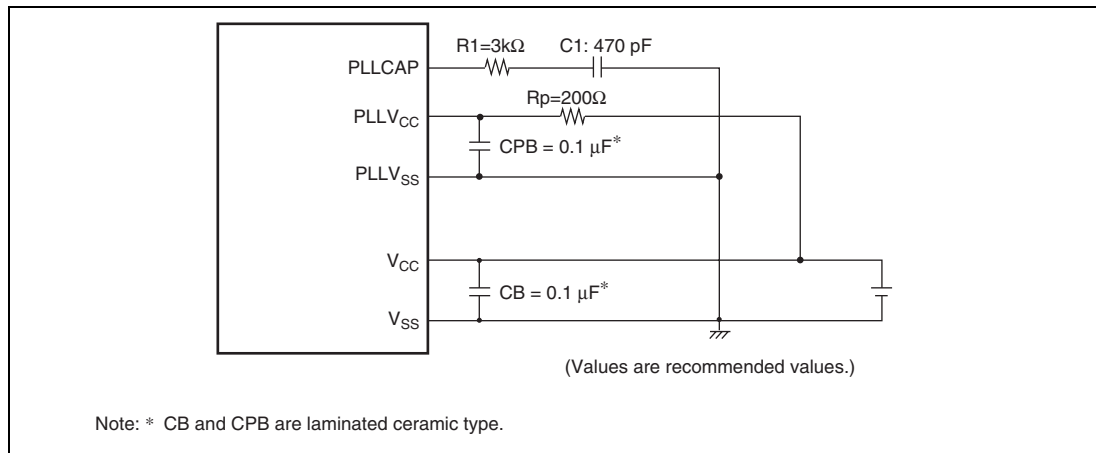 R1=3kΩ C1: 470 pF
PLLCAP
Rp=200Ω
PLLVCC
CPB = 0.1 μF*
PLLVSS
VCC
CB = 0.1 μF*
VSS
(Values are recommended values.)
Note: * CB and CPB are laminated ceramic type.